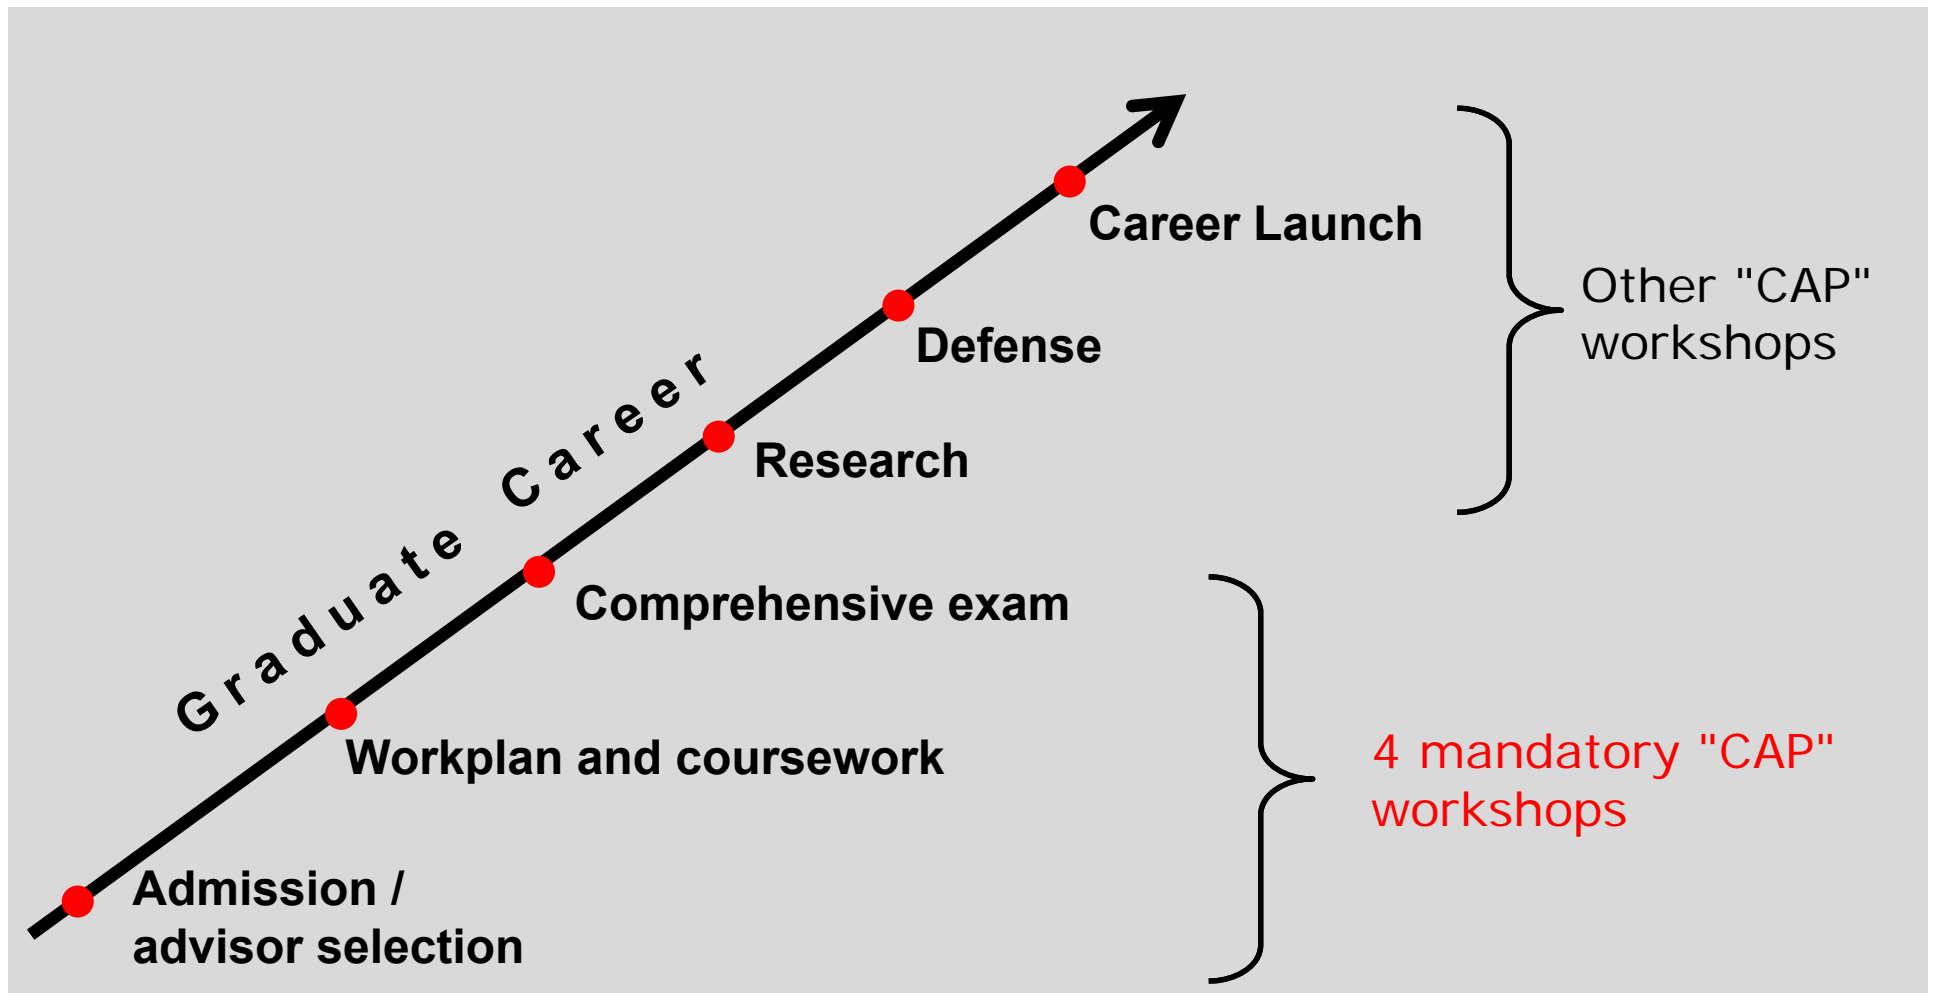 Career Launch
Other "CAP"
workshops
Defense
Graduate Career
Research
Comprehensive exam
Workplan and coursework
4 mandatory "CAP"
workshops
Admission /
advisor selection